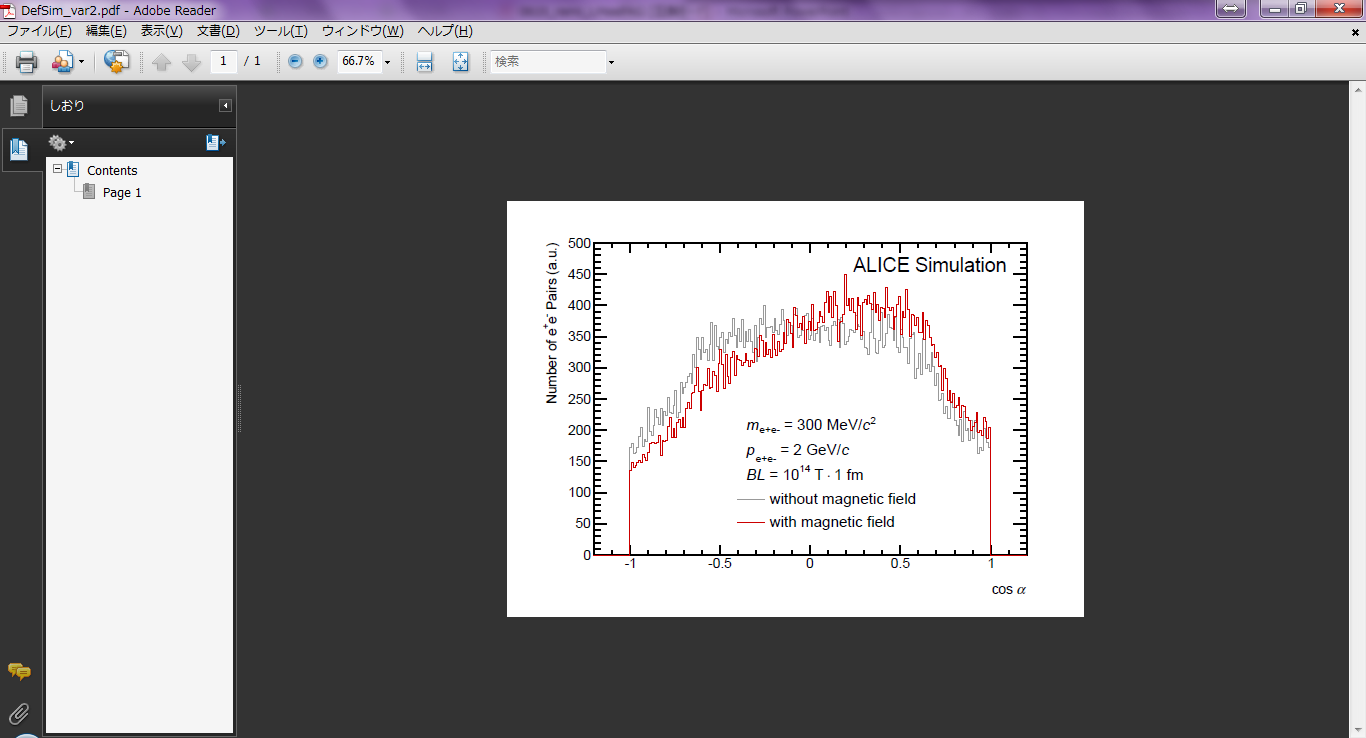 DefSim_var2.pdf - Adobe Reader
ファイル(F) 編集(E) 表示(V) 文書(D) ツール(T) ウィンドウ(W) ヘルプ(H)
1 / 1 66.7% 検索
しおり
Contents
Page 1
ALICE Simulation
Number of e+e- Pairs (a.u.)
500
450
400
350
300
250
200
150
100
50
0
me+e- = 300 MeV/c2
pe+e- = 2 GeV/c
BL = 1014 T · 1 fm
without magnetic field
with magnetic field
-1 -0.5 0 0.5 1
cos α